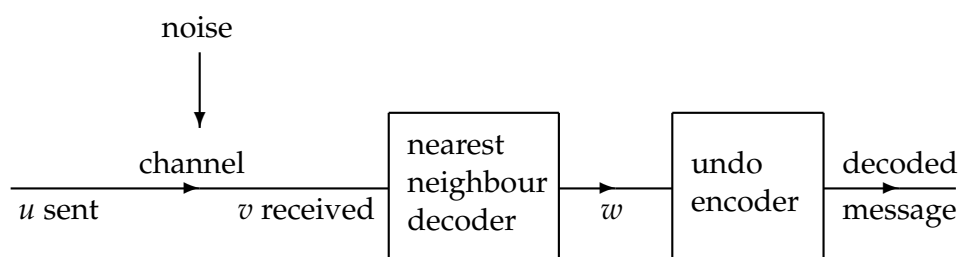 noise
channel
u sent
v received
nearest
neighbour
decoder
w
undo
encoder
decoded
message